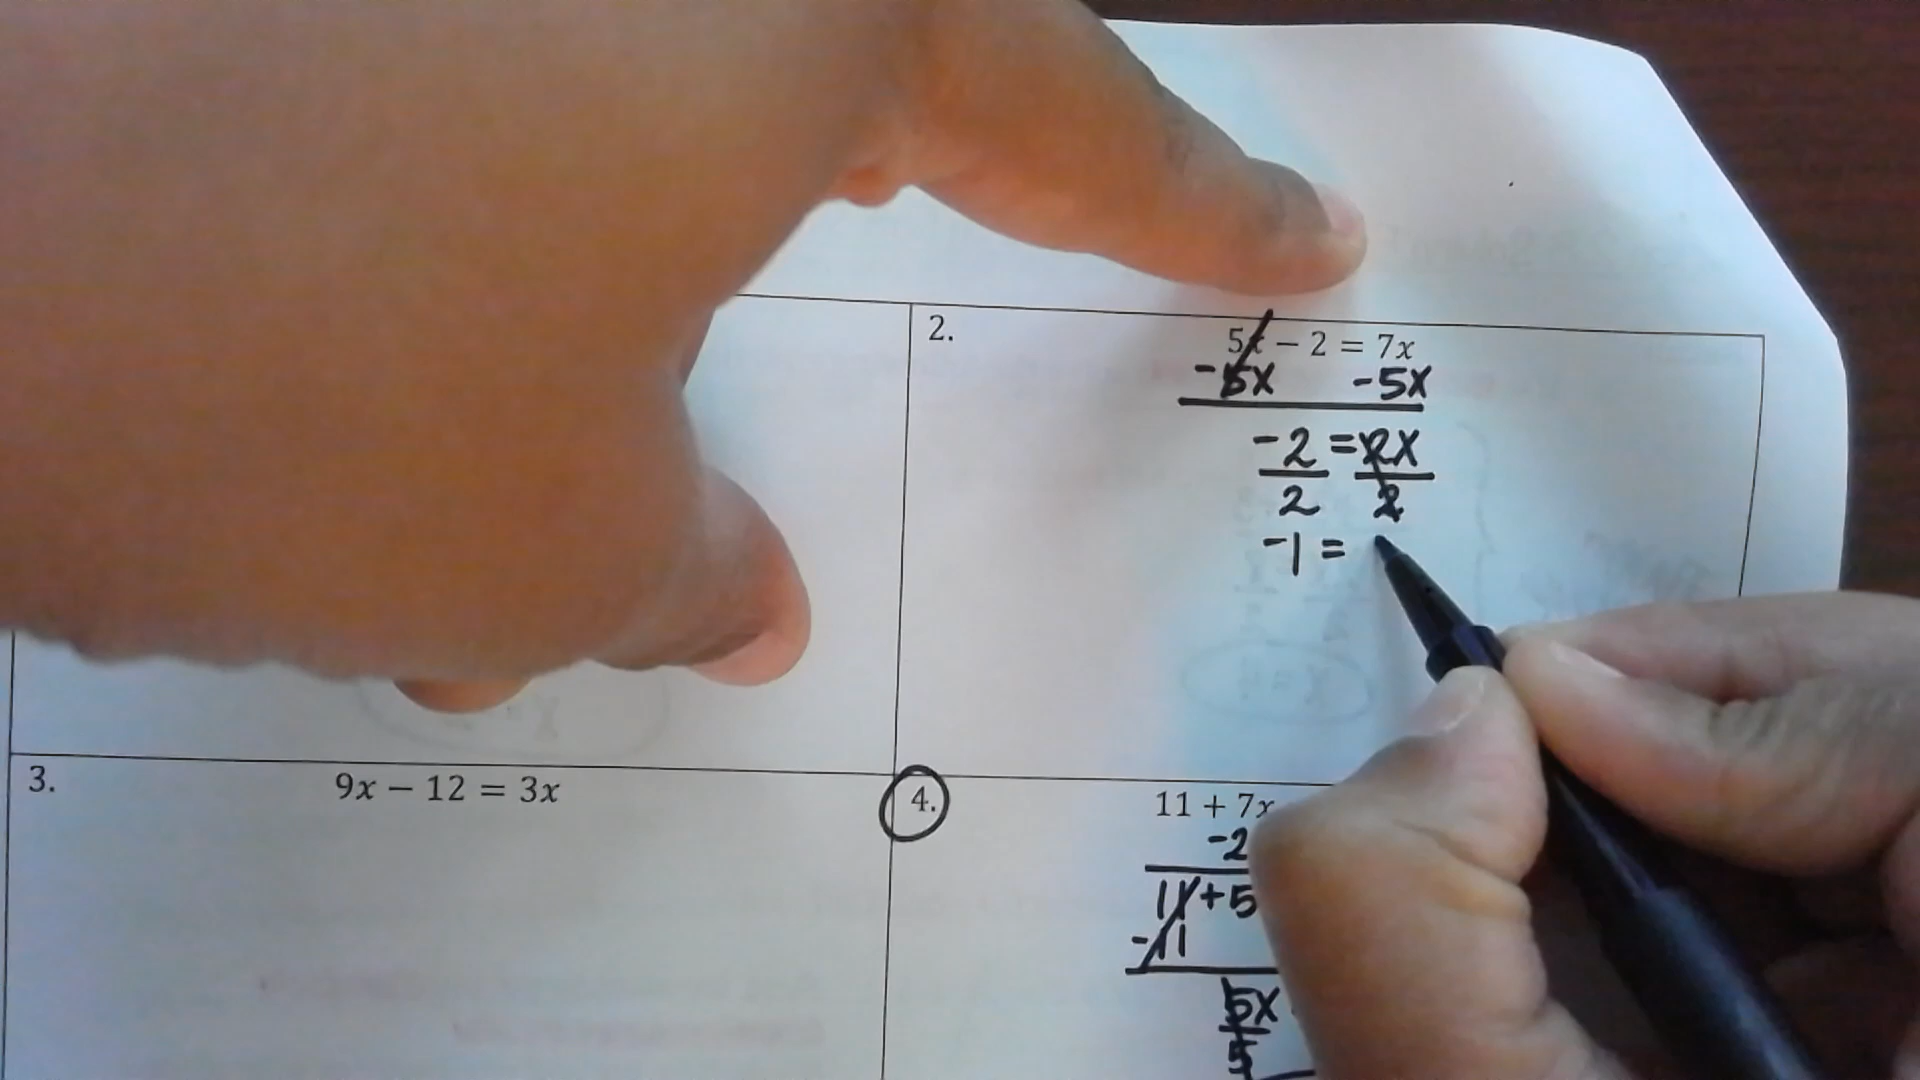 2.
5x − 2 = 7x
-5x -5x
-2 = 2x
2 2
-1 =
3.
9x − 12 = 3x
4.
11 + 7x
-2
11 + 5
-11
5x
5